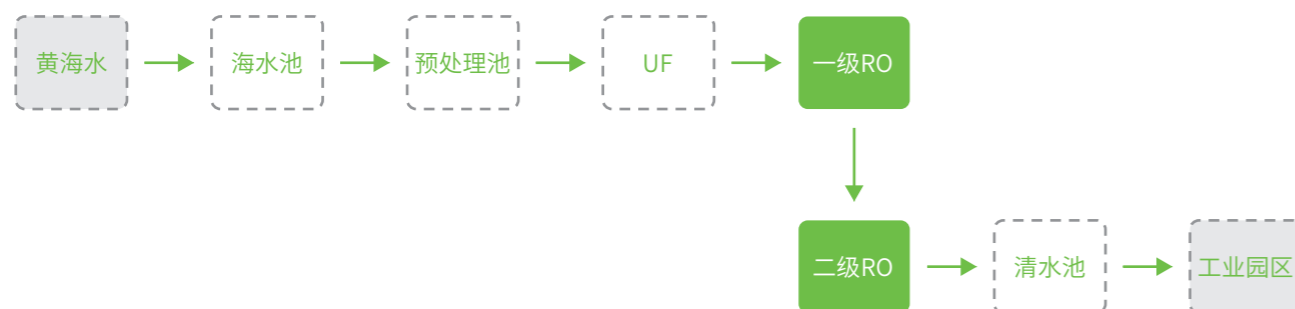 黄海水
海水池
预处理池
UF
一级RO
二级RO
清水池
工业园区